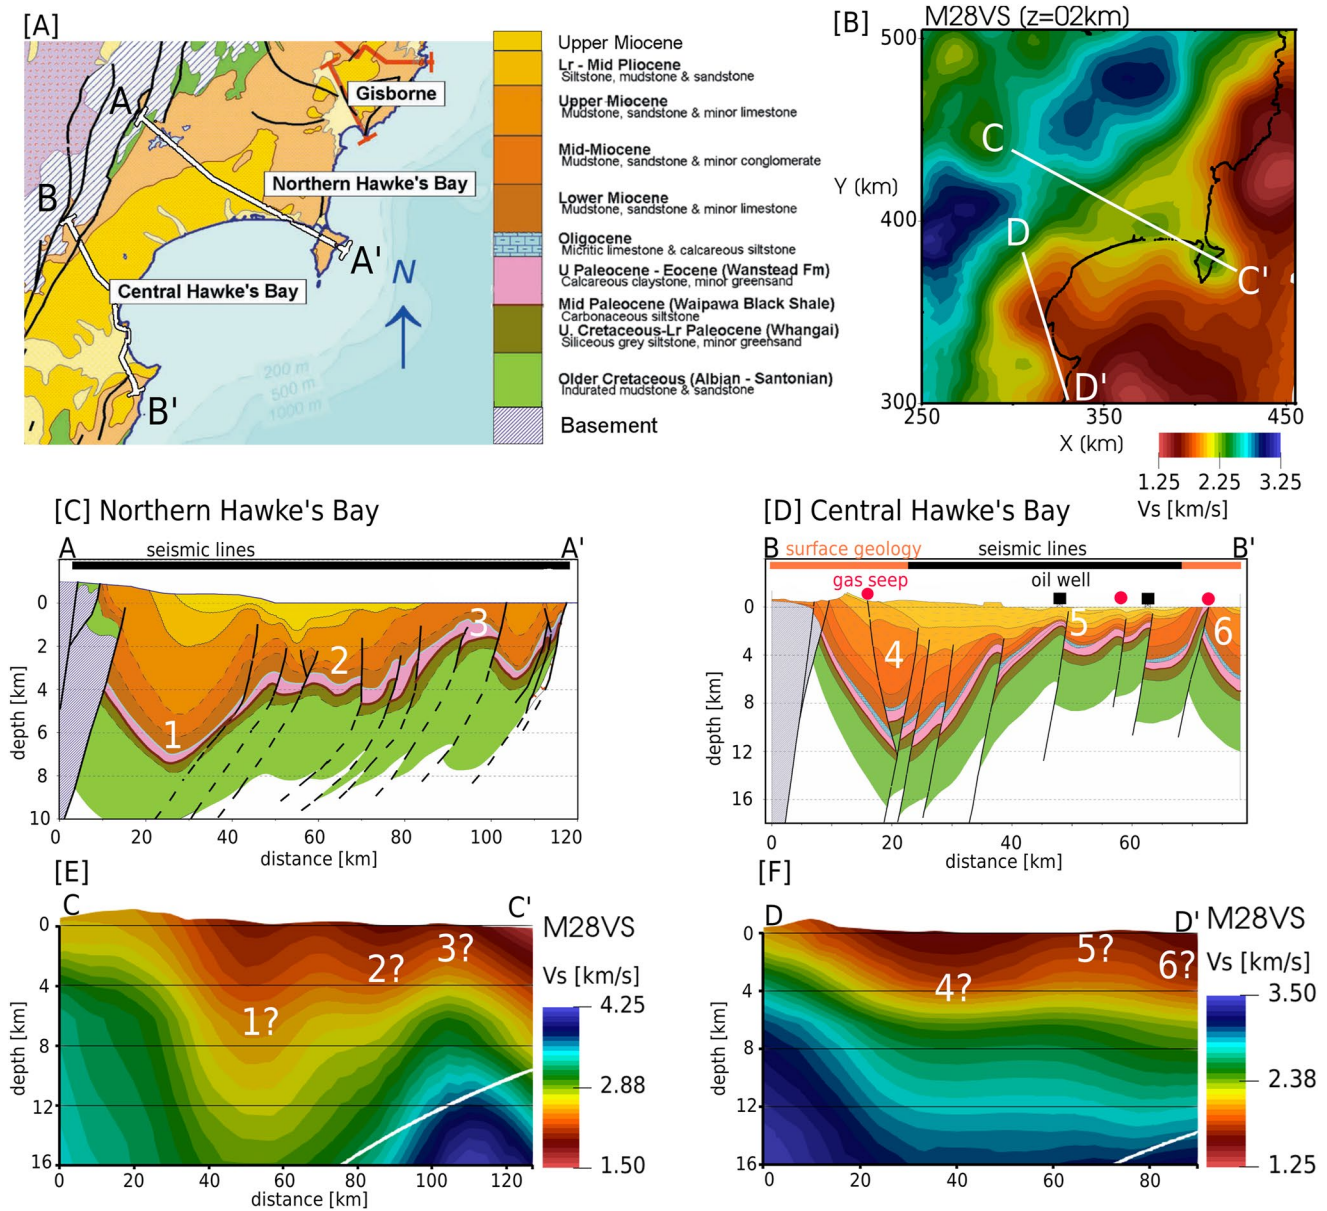 [A]
A
B
Gisborne
Northern Hawke's Bay
A'
N
Central Hawke's Bay
200 m
500 m
1000 m
B'
Upper Miocene
Lr - Mid Pliocene
Siltstone, mudstone & sandstone
Upper Miocene
Mudstone, sandstone & minor limestone
Mid-Miocene
Mudstone, sandstone & minor conglomerate
Lower Miocene
Mudstone, sandstone & minor limestone
Oligocene
Micritic limestone & calcareous siltstone
U Paleocene - Eocene (Wanstead Fm)
Calcareous claystone, minor greensand
Mid Paleocene (Waipawa Black Shale)
Carbonaceous siltstone
U. Cretaceous-Lr Paleocene (Whangai)
Siliceous grey siltstone, minor greensand
Older Cretaceous (Albian - Santonian)
Indurated mudstone & sandstone
Basement
[B]
M28VS (z=02km)
500
Y (km)
400
300
C
D
C'
D'
250
350
450
X (km)
1.25
2.25
3.25
Vs [km/s]
[C] Northern Hawke's Bay
A
seismic lines
A'
0
2
4
6
8
10
depth [km]
1
2
3
0
20
40
60
80
100
120
distance [km]
[D] Central Hawke's Bay
B
surface geology
seismic lines
B'
gas seep
oil well
0
4
8
12
16
depth [km]
4
5
6
0
20
40
60
distance [km]
[E]
C
C'
0
4
8
12
16
depth [km]
1?
2?
3?
0
20
40
60
80
100
120
distance [km]
M28VS
Vs [km/s]
4.25
2.88
1.50
[F]
D
D'
0
4
8
12
16
depth [km]
4?
5?
6?
0
20
40
60
80
distance [km]
M28VS
Vs [km/s]
3.50
2.38
1.25